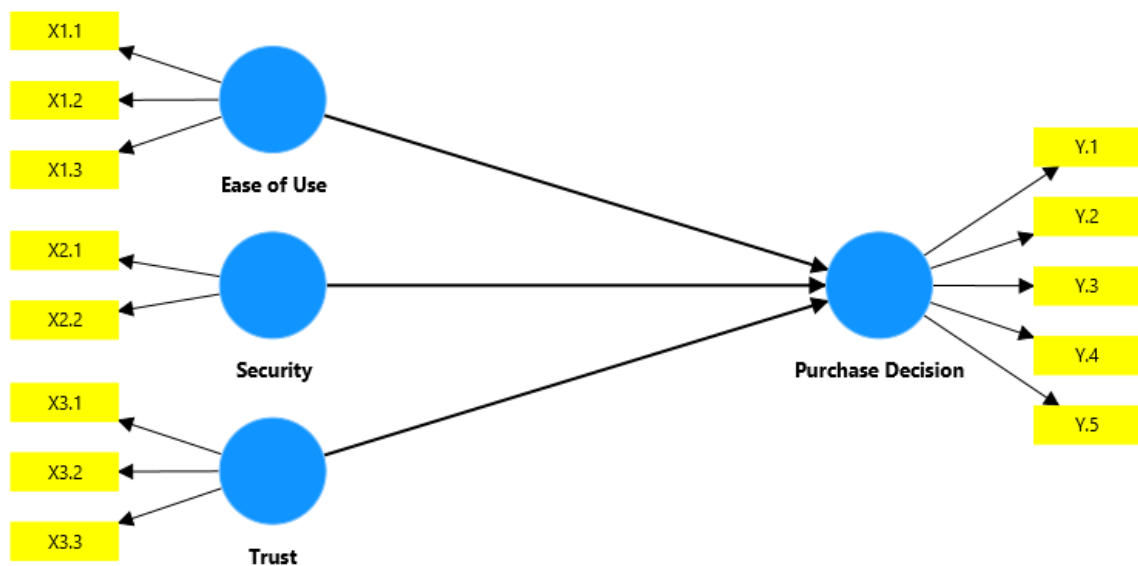 X1.1
X1.2
X1.3
Ease of Use
X2.1
X2.2
Security
X3.1
X3.2
X3.3
Trust
Purchase Decision
Y.1
Y.2
Y.3
Y.4
Y.5